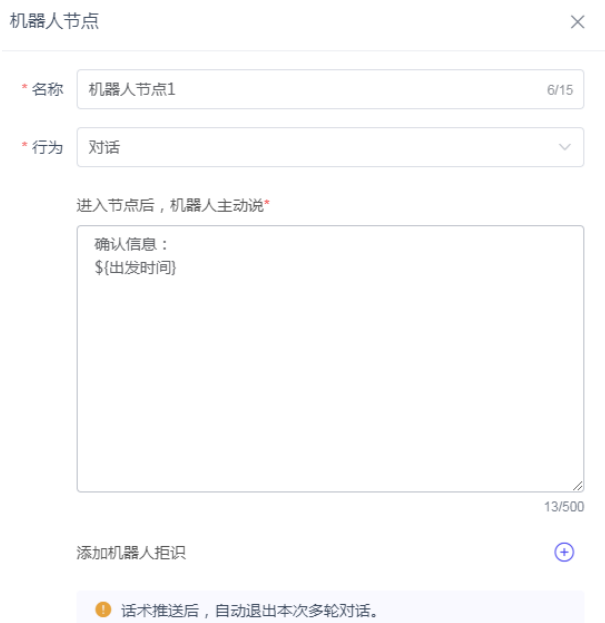 机器人节点
* 名称 机器人节点1 6/15
* 行为 对话
进入节点后，机器人主动说*
确认信息：
${出发时间}
13/500
添加机器人拒识
话术推送后，自动退出本次多轮对话。